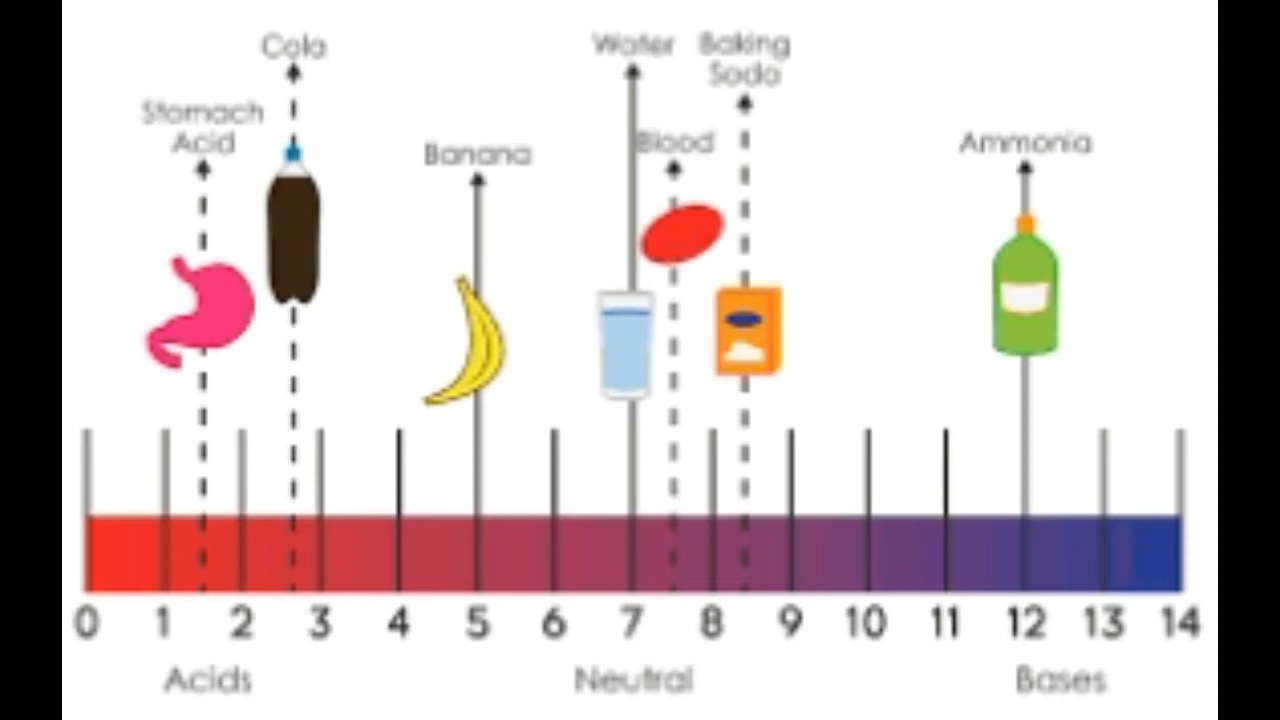 Cola
Water
Baking
Soda
Stomach
Acid
Banana
Blood
Ammonia
0 1 2 3 4 5 6 7 8 9 10 11 12 13 14
Acids Neutral Bases